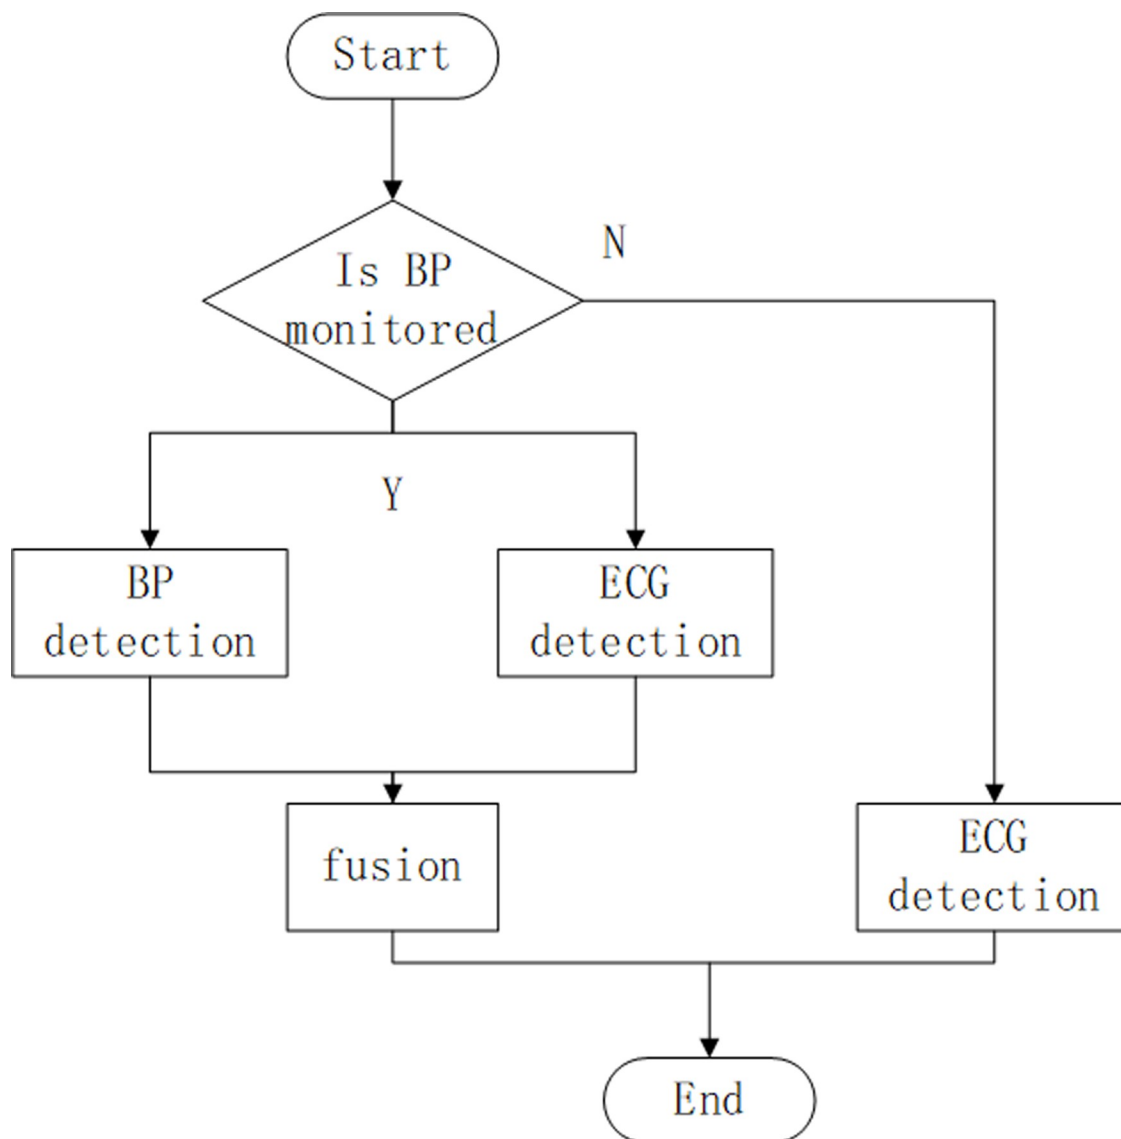 Start
N
Is BP
monitored
Y
BP
detection
ECG
detection
fusion
ECG
detection
End